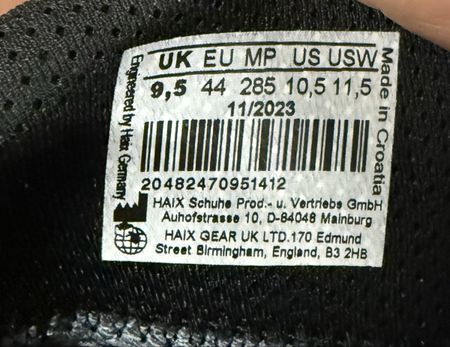 UK EU MP US USW
9,5 44 285 10,5 11,5
11/2023
20482470951412
HAIX Schuhe Prod.- u. Vertriebs GmbH
Auhofstrasse 10, D-84048 Mainburg
HAIX GEAR UK LTD.170 Edmund
Street Birmingham, England, B3 2HB
Engineered by Haix Germany
Made in Croatia